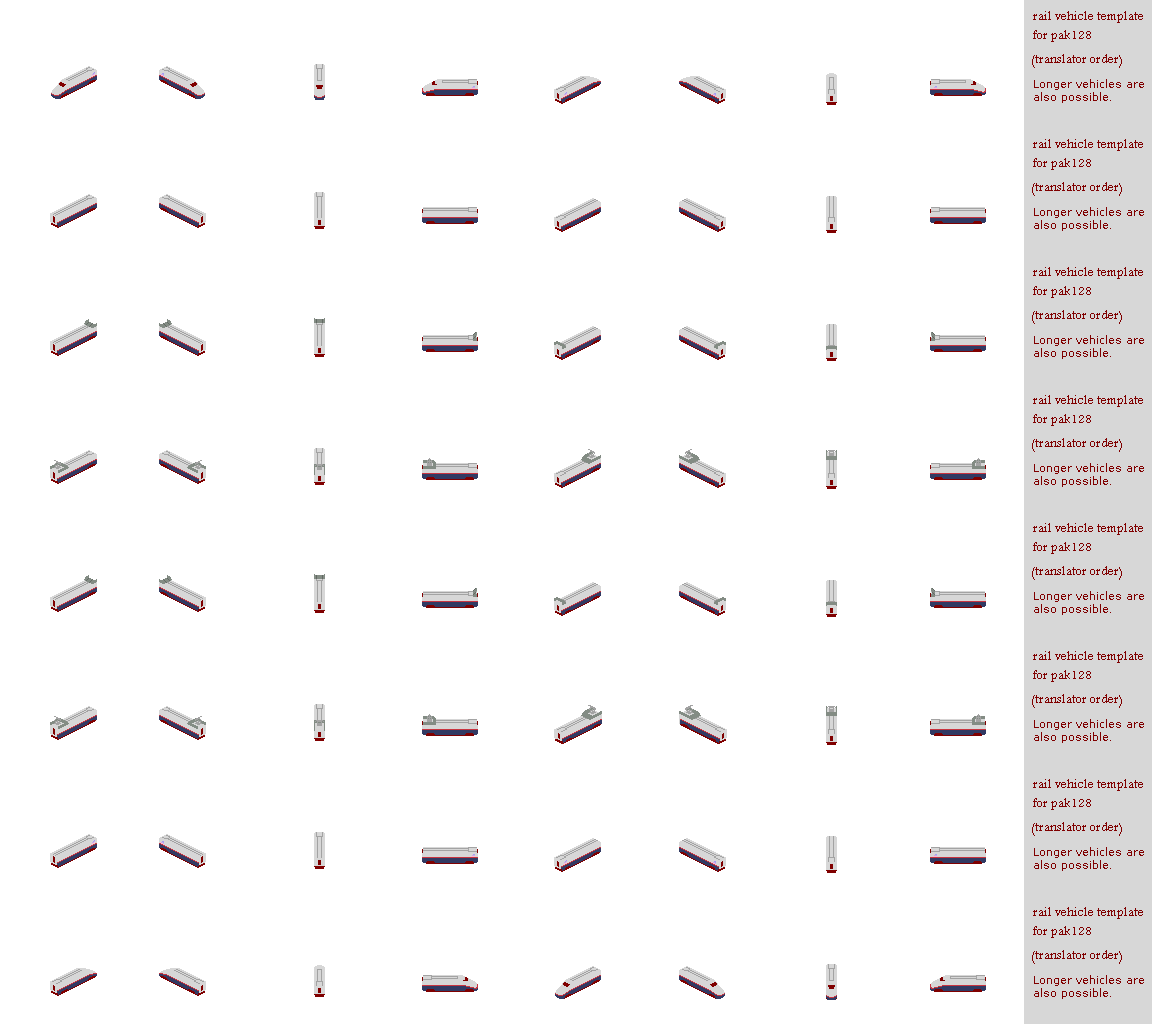 rail vehicle template
for pak128
(translator order)
Longer vehicles are
also possible.
rail vehicle template
for pak128
(translator order)
Longer vehicles are
also possible.
rail vehicle template
for pak128
(translator order)
Longer vehicles are
also possible.
rail vehicle template
for pak128
(translator order)
Longer vehicles are
also possible.
rail vehicle template
for pak128
(translator order)
Longer vehicles are
also possible.
rail vehicle template
for pak128
(translator order)
Longer vehicles are
also possible.
rail vehicle template
for pak128
(translator order)
Longer vehicles are
also possible.
rail vehicle template
for pak128
(translator order)
Longer vehicles are
also possible.